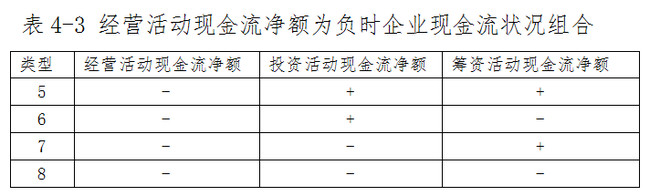 表 4-3 经营活动现金流净额为负时企业现金流状况组合
类型 经营活动现金流净额 投资活动现金流净额 筹资活动现金流净额
5 - + +
6 - + -
7 - - +
8 - - -